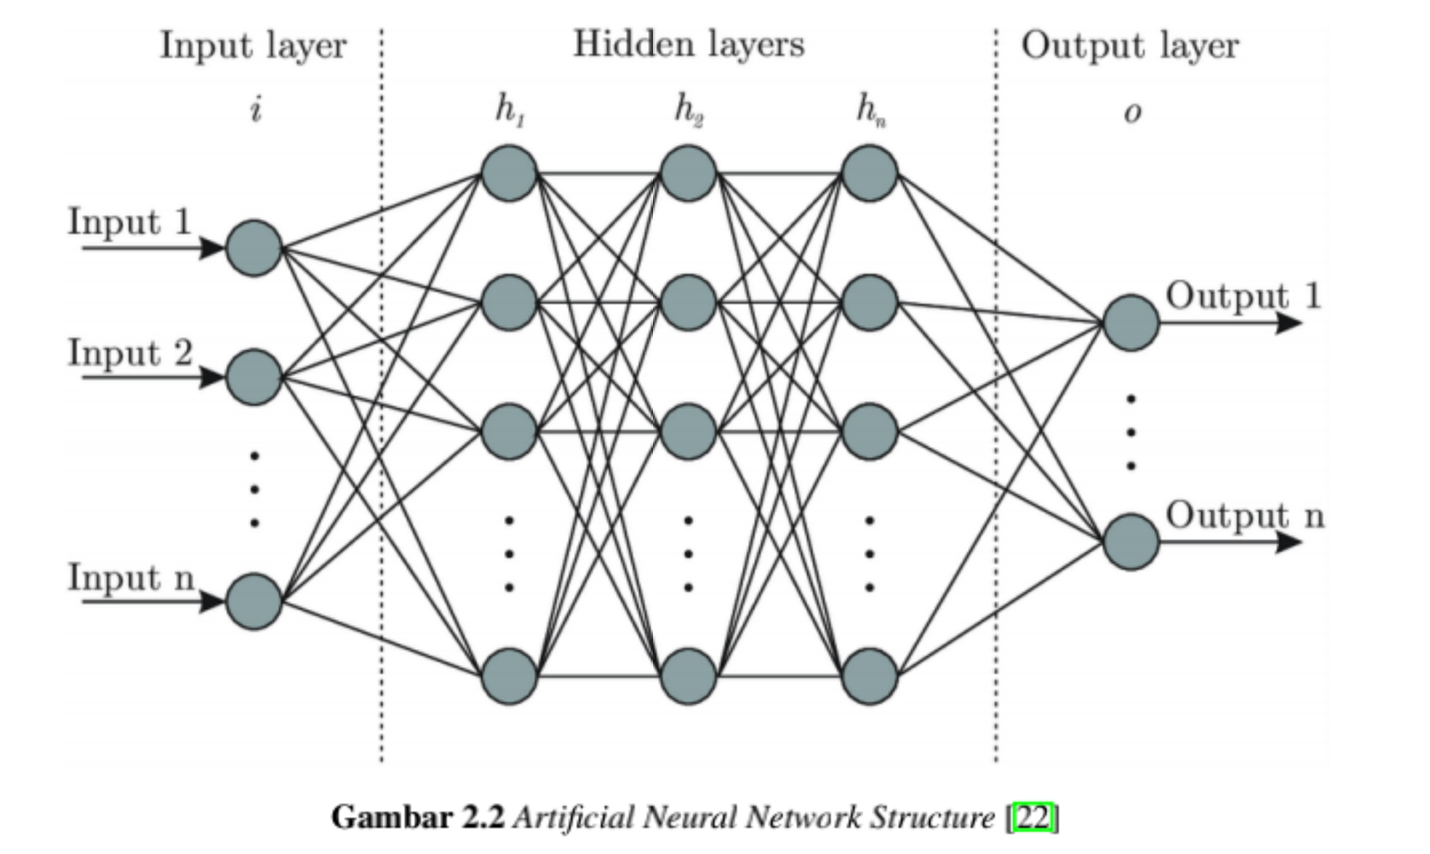 Input layer
Hidden layers
Output layer
i
h₁
h₂
hₙ
o
Input 1
Input 2
Input n
Output 1
Output n
Gambar 2.2 Artificial Neural Network Structure [22]